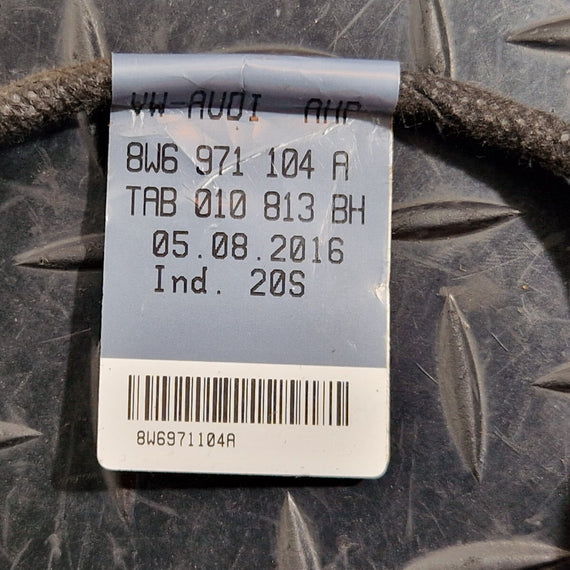 VW-AUDI AHP
8W6 971 104 A
TAB 010 813 BH
05.08.2016
Ind. 20S
8W6971104A